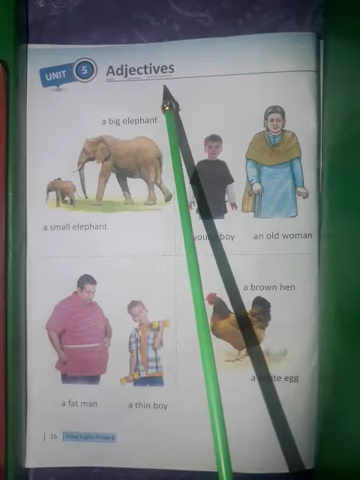 UNIT 5 Adjectives
a big elephant
a small elephant
young boy
an old woman
a brown hen
a white egg
a fat man
a thin boy
16